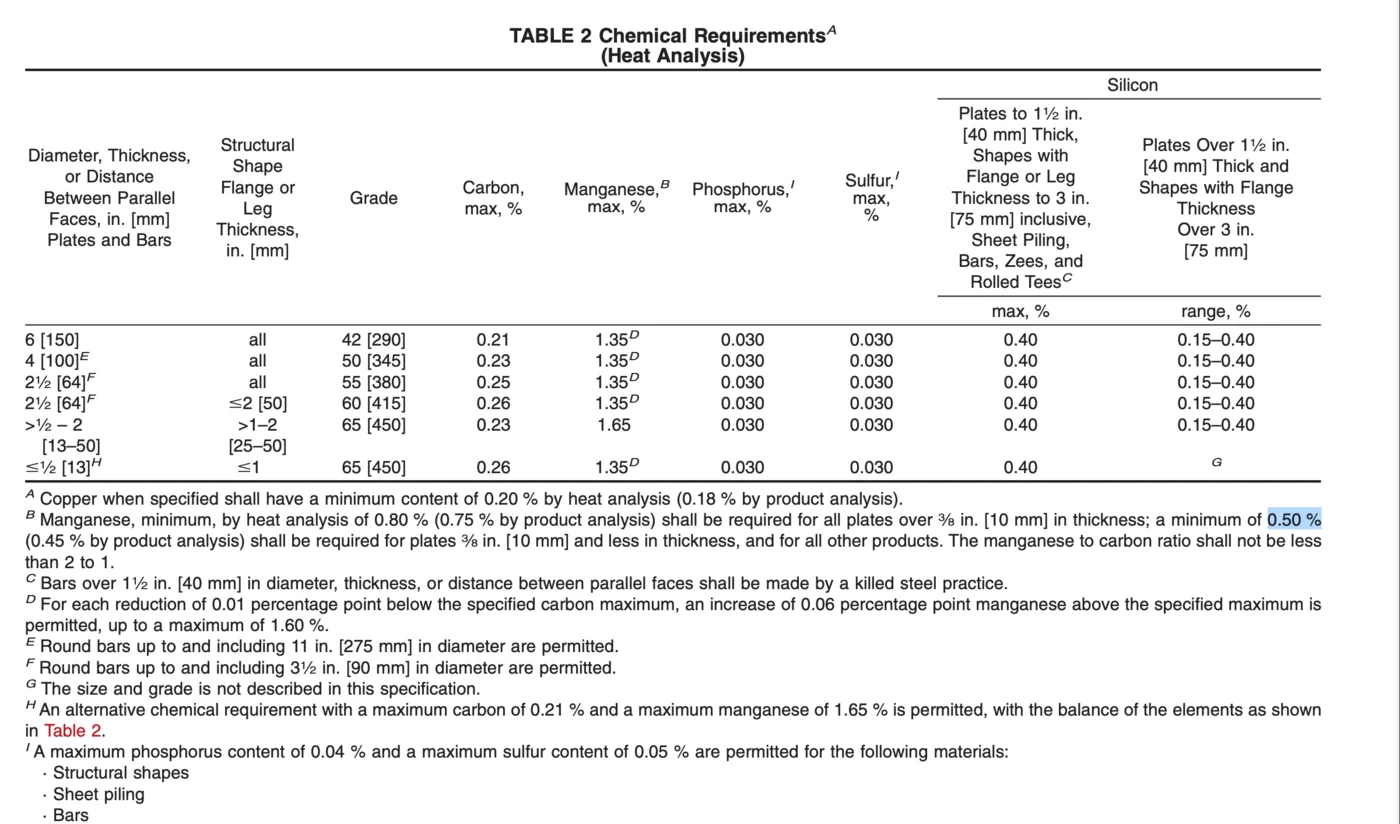 TABLE 2 Chemical Requirements^A
(Heat Analysis)
Silicon
Diameter, Thickness,
or Distance
Between Parallel
Faces, in. [mm]
Plates and Bars
Structural
Shape
Flange or
Leg
Thickness,
in. [mm]
Grade
Carbon,
max, %
Manganese,^B
max, %
Phosphorus,^I
max, %
Sulfur,^I
max,
%
Plates to 1½ in.
[40 mm] Thick,
Shapes with
Flange or Leg
Thickness to 3 in.
[75 mm] inclusive,
Sheet Piling,
Bars, Zees, and
Rolled Tees^C
Plates Over 1½ in.
[40 mm] Thick and
Shapes with Flange
Thickness
Over 3 in.
[75 mm]
max, % range, %
6 [150] all 42 [290] 0.21 1.35^D 0.030 0.030 0.40 0.15–0.40
4 [100]^E all 50 [345] 0.23 1.35^D 0.030 0.030 0.40 0.15–0.40
2½ [64]^F all 55 [380] 0.25 1.35^D 0.030 0.030 0.40 0.15–0.40
2½ [64]^F ≤2 [50] 60 [415] 0.26 1.35^D 0.030 0.030 0.40 0.15–0.40
>½ – 2 >1–2 65 [450] 0.23 1.65 0.030 0.030 0.40 0.15–0.40
[13–50] [25–50]
≤½ [13]^H ≤1 65 [450] 0.26 1.35^D 0.030 0.030 0.40 ^G
^A Copper when specified shall have a minimum content of 0.20 % by heat analysis (0.18 % by product analysis).
^B Manganese, minimum, by heat analysis of 0.80 % (0.75 % by product analysis) shall be required for all plates over ⅜ in. [10 mm] in thickness; a minimum of 0.50 %
(0.45 % by product analysis) shall be required for plates ⅜ in. [10 mm] and less in thickness, and for all other products. The manganese to carbon ratio shall not be less
than 2 to 1.
^C Bars over 1½ in. [40 mm] in diameter, thickness, or distance between parallel faces shall be made by a killed steel practice.
^D For each reduction of 0.01 percentage point below the specified carbon maximum, an increase of 0.06 percentage point manganese above the specified maximum is
permitted, up to a maximum of 1.60 %.
^E Round bars up to and including 11 in. [275 mm] in diameter are permitted.
^F Round bars up to and including 3½ in. [90 mm] in diameter are permitted.
^G The size and grade is not described in this specification.
^H An alternative chemical requirement with a maximum carbon of 0.21 % and a maximum manganese of 1.65 % is permitted, with the balance of the elements as shown
in Table 2.
^I A maximum phosphorus content of 0.04 % and a maximum sulfur content of 0.05 % are permitted for the following materials:
· Structural shapes
· Sheet piling
· Bars